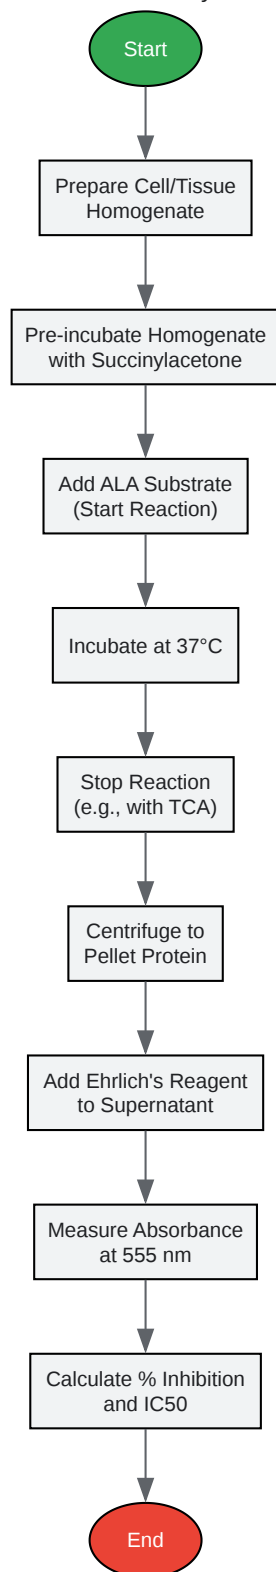 Start
Prepare Cell/Tissue
Homogenate
Pre-incubate Homogenate
with Succinylacetone
Add ALA Substrate
(Start Reaction)
Incubate at 37°C
Stop Reaction
(e.g., with TCA)
Centrifuge to
Pellet Protein
Add Ehrlich's Reagent
to Supernatant
Measure Absorbance
at 555 nm
Calculate % Inhibition
and IC50
End